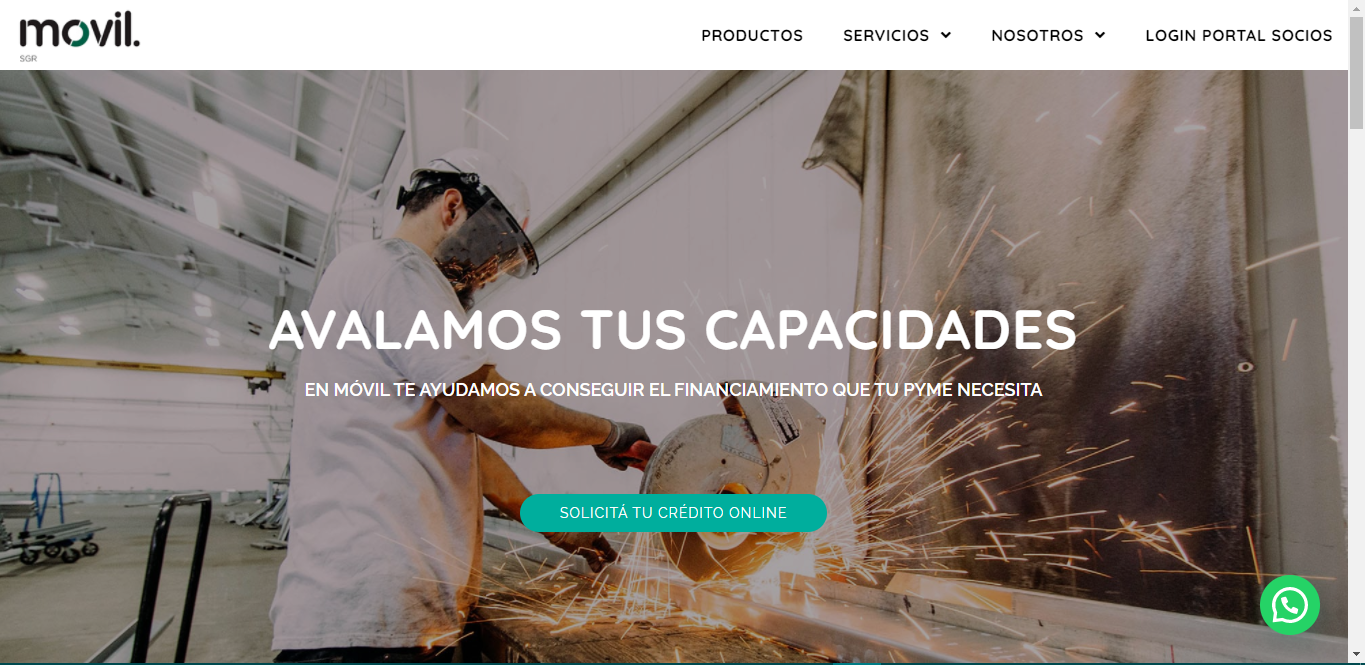 movil.
SGR
PRODUCTOS
SERVICIOS
NOSOTROS
LOGIN PORTAL SOCIOS
AVALAMOS TUS CAPACIDADES
EN MÓVIL TE AYUDAMOS A CONSEGUIR EL FINANCIAMIENTO QUE TU PYME NECESITA
SOLICITÁ TU CRÉDITO ONLINE